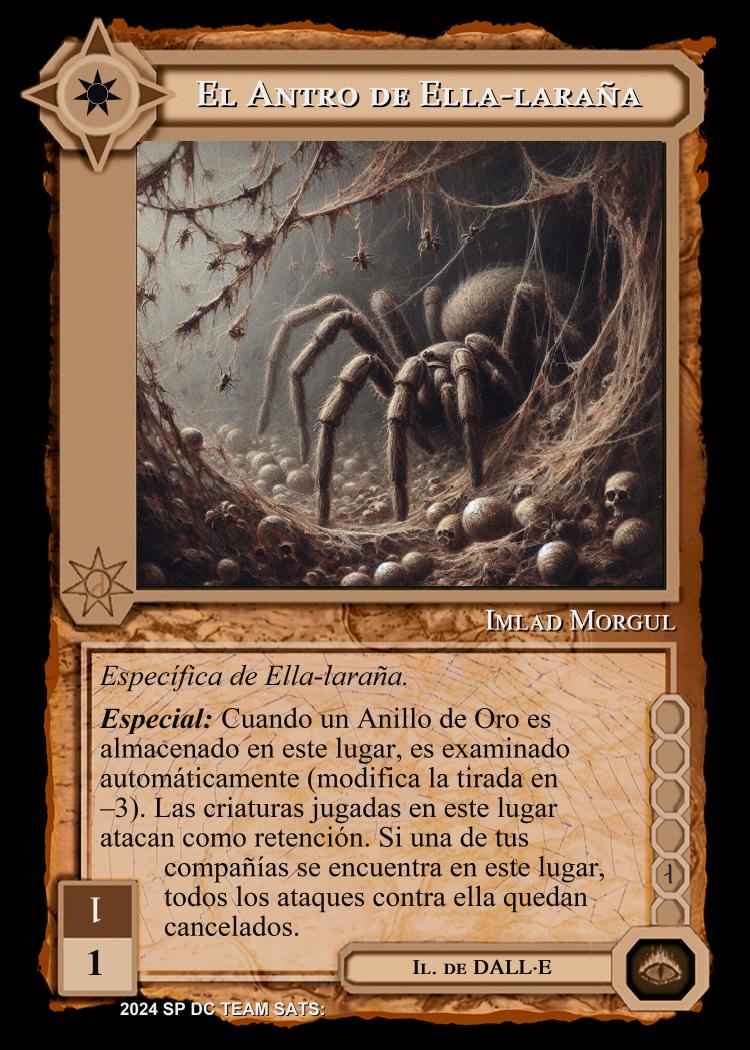 El Antro de Ella-laraña
Imlad Morgul
Específica de Ella-laraña.
Especial: Cuando un Anillo de Oro es
almacenado en este lugar, es examinado
automáticamente (modifica la tirada en
–3). Las criaturas jugadas en este lugar
atacan como retención. Si una de tus
compañías se encuentra en este lugar,
todos los ataques contra ella quedan
cancelados.
1
Il. de DALL·E
2024 SP DC TEAM SATS: